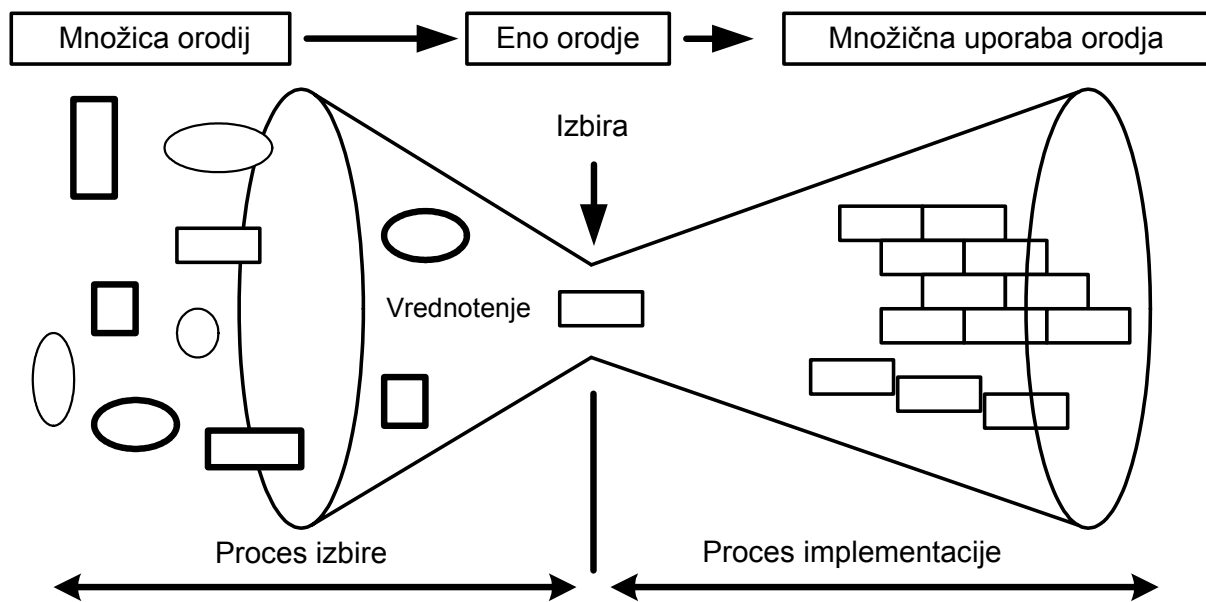 Množica orodij
Eno orodje
Množična uporaba orodja
Izbira
Vrednotenje
Proces izbire
Proces implementacije